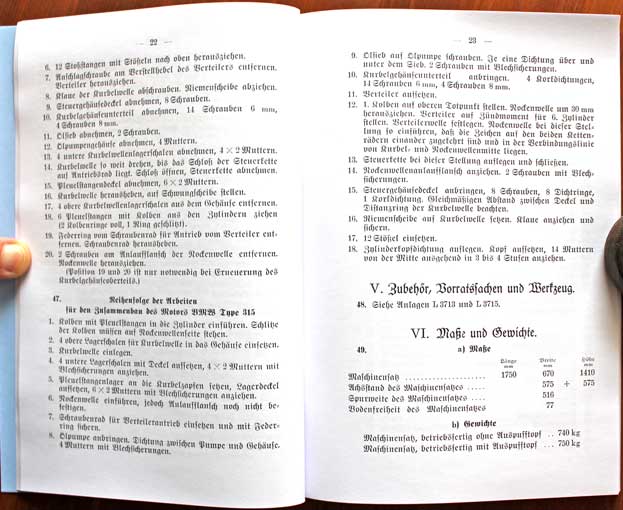 — 22 —
6. 12 Stoßstangen mit Stößeln nach oben herausziehen.
7. Anschlagschraube am Verstellhebel des Verteilers entfernen.
Verteiler herausziehen.
8. Klaue der Kurbelwelle abschrauben. Riemenscheibe abziehen.
9. Steuergehäusedeckel abnehmen, 8 Schrauben.
10. Kurbelgehäuseunterteil abnehmen, 14 Schrauben 6 mm,
4 Schrauben 8 mm.
11. Ölsieb abnehmen, 2 Schrauben.
12. Ölpumpengehäuse abnehmen, 4 Muttern.
13. 4 untere Kurbelwellenlagerschalen abnehmen, 4 × 2 Muttern.
14. Kurbelwelle so weit drehen, bis das Schloß der Steuerkette
auf Antriebsrad liegt. Schloß öffnen, Steuerkette abnehmen.
15. Pleuelstangendeckel abnehmen, 6 × 2 Muttern.
16. Kurbelwelle herausheben, auf Schwungscheibe stellen.
17. 4 obere Kurbelwellenlagerschalen aus dem Gehäuse entfernen.
18. 6 Pleuelstangen mit Kolben aus den Zylindern ziehen
(2 Kolbenringe voll, 1 Ring geschlitzt).
19. Federring vom Schraubenrad für Antrieb vom Verteiler ent-
fernen. Schraubenrad herausheben.
20. 2 Schrauben am Anlaufflansch der Nockenwelle entfernen.
Nockenwelle herausziehen.
(Position 19 und 20 ist nur notwendig bei Erneuerung des
Kurbelgehäuseoberteils.)
47. Reihenfolge der Arbeiten
für den Zusammenbau des Motors BMW Type 315
1. Kolben mit Pleuelstangen in die Zylinder einführen. Schlitze
der Kolben müssen auf Nockenwellenseite stehen.
2. 4 obere Lagerschalen für Kurbelwelle in das Gehäuse einsetzen.
3. Kurbelwelle einlegen.
4. 4 untere Lagerschalen mit Deckel aufsetzen, 4 × 2 Muttern mit
Blechsicherungen anziehen.
5. Pleuelstangenlager an die Kurbelzapfen setzen, Lagerdeckel
aufsetzen, 6 × 2 Muttern mit Blechsicherungen anziehen.
6. Nockenwelle einführen, jedoch Anlaufflansch noch nicht be-
festigen.
7. Schraubenrad für Verteilerantrieb einsetzen und mit Feder-
ring sichern.
8. Ölpumpe anbringen. Dichtung zwischen Pumpe und Gehäuse.
4 Muttern mit Blechsicherungen.
— 23 —
9. Ölsieb auf Ölpumpe schrauben. Je eine Dichtung über und
unter dem Sieb. 2 Schrauben mit Blechsicherungen.
10. Kurbelgehäuseunterteil anbringen. 4 Korkdichtungen,
14 Schrauben 6 mm, 4 Schrauben 8 mm.
11. Verteiler aufsetzen.
12. 1. Kolben auf oberen Totpunkt stellen. Nockenwelle um 30 mm
herausziehen. Verteiler auf Zündmoment für 6. Zylinder
stellen. Verteilerwelle festlegen. Nockenwelle bei dieser Stel-
lung so einführen, daß die Zeichen auf den beiden Ketten-
rädern einander zugekehrt sind und in der Verbindungslinie
von Kurbel- und Nockenwellenmitte liegen.
13. Steuerkette bei dieser Stellung auflegen und schließen.
14. Nockenwellenanlaufflansch anziehen. 2 Schrauben mit Blech-
sicherungen.
15. Steuergehäusedeckel anbringen, 8 Schrauben, 8 Dichtringe,
1 Korkdichtung. Gleichmäßigen Abstand zwischen Deckel und
Distanzring der Kurbelwelle beachten.
16. Riemenscheibe auf Kurbelwelle setzen. Klaue anziehen und
sichern.
17. 12 Stößel einsetzen.
18. Zylinderkopfdichtung auflegen. Kopf aufsetzen, 14 Muttern
von der Mitte ausgehend in 3 bis 4 Stufen anziehen.
V. Zubehör, Vorratssachen und Werkzeug.
48. Siehe Anlagen L 3713 und L 3715.
VI. Maße und Gewichte.
49. a) Maße
Länge Breite Höhe
mm mm mm
Maschinensatz 1750 670 1410
Achsstand des Maschinensatzes 575 + 575
Spurweite des Maschinensatzes 516
Bodenfreiheit des Maschinensatzes 77
b) Gewichte
Maschinensatz, betriebsfertig ohne Auspufftopf .. 740 kg
Maschinensatz, betriebsfertig mit Auspufftopf ... 750 kg